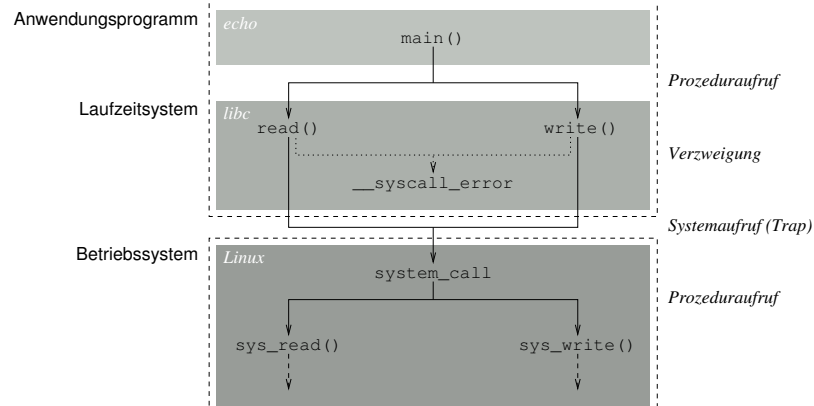 Anwendungsprogramm
echo
main()
Prozeduraufruf
Laufzeitsystem
libc
read()
write()
Verzweigung
__syscall_error
Systemaufruf (Trap)
Betriebssystem
Linux
system_call
Prozeduraufruf
sys_read()
sys_write()